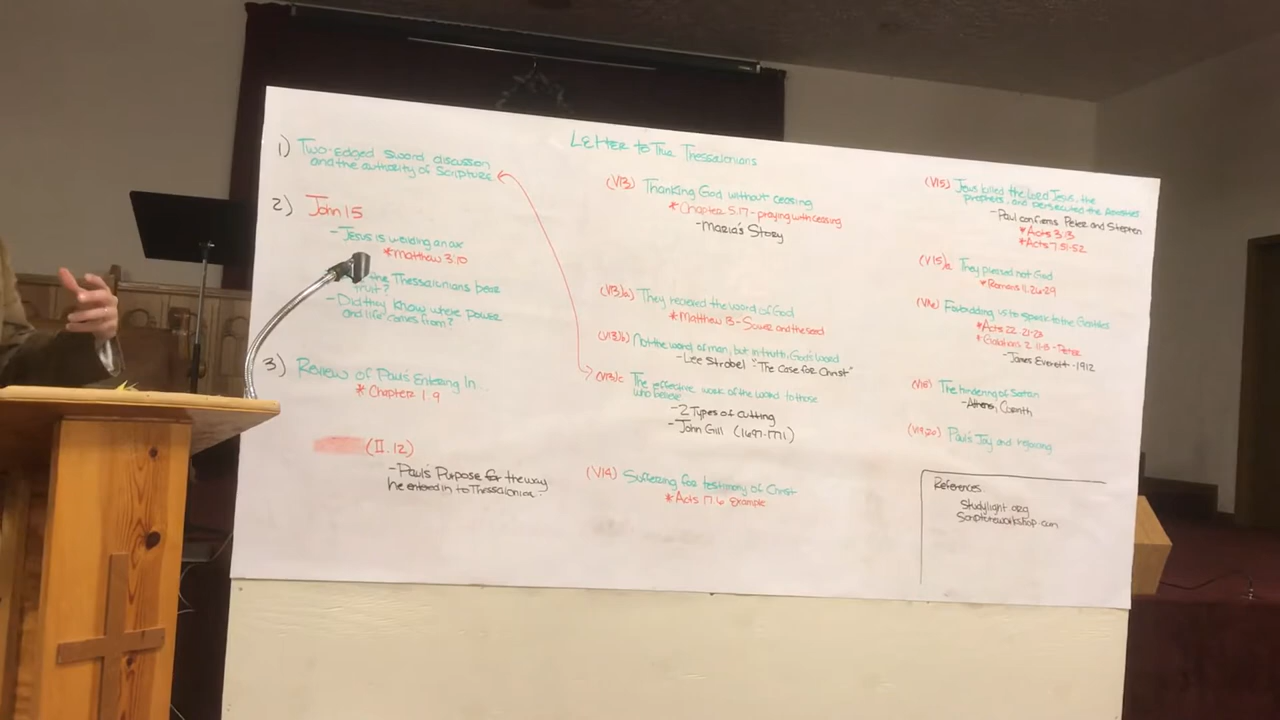 Letter to The Thessalonians
1) Two-edged sword discussion
and the authority of Scripture
2) John 15
- Jesus is weilding an axe
*Matthew 3:10
the Thessalonians bear
fruit?
- Did they know where power
and life comes from?
3) Review of Paul's Entering In...
* Chapter 1.9
(II.12)
- Paul's Purpose for the way
he entered in to Thessalonica?
(V13) Thanking God without ceasing
*Chapter 5.17 - praying with ceasing
- Maria's Story
(V13)a) They received the word of God
* Matthew 13 - Sower and the seed
(V13)b) Not the word of man, but in truth, God's word
- Lee Strobel "The Case for Christ"
(V13)c The effective work of the word to those
who believe
- 2 Types of cutting
- John Gill (1697-1771)
(V14) Suffering for testimony of Christ
* Acts 17.6 Example
(V15) Jews killed the Lord Jesus, the
prophets, and persecuted the Apostles
- Paul confirms Peter and Stephen
*Acts 3:13
*Acts 7.51-52
(V15)a They pleased not God
* Romans 11.26-29
(V16) Forbidding us to speak to the Gentiles
*Acts 22.21-23
*Galatians 2.11-13 - Peter
- James Everett - 1912
(V18) The hindering of Satan
- Athens, Corinth
(V19,20) Paul's Joy and rejoicing
References
Studylight.org
Scriptureworkshop.com